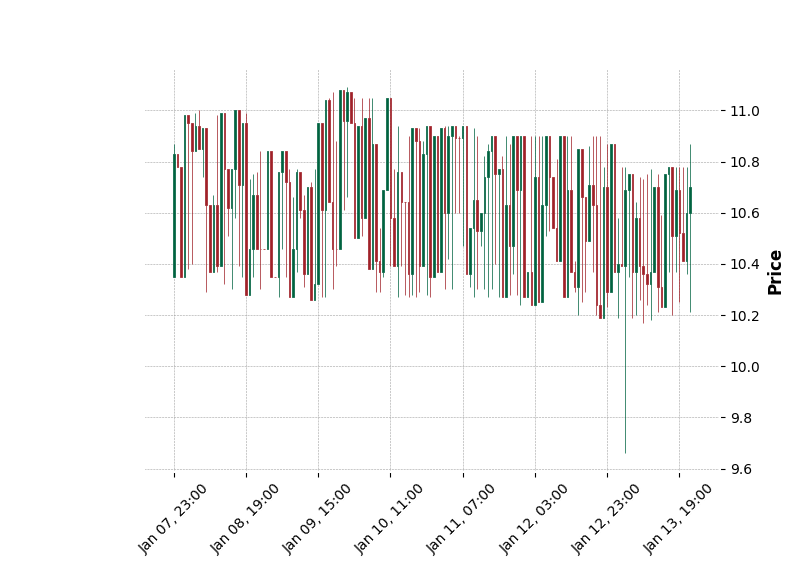 11.0
10.8
10.6
10.4
10.2
10.0
9.8
9.6
Price
Jan 07, 23:00
Jan 08, 19:00
Jan 09, 15:00
Jan 10, 11:00
Jan 11, 07:00
Jan 12, 03:00
Jan 12, 23:00
Jan 13, 19:00